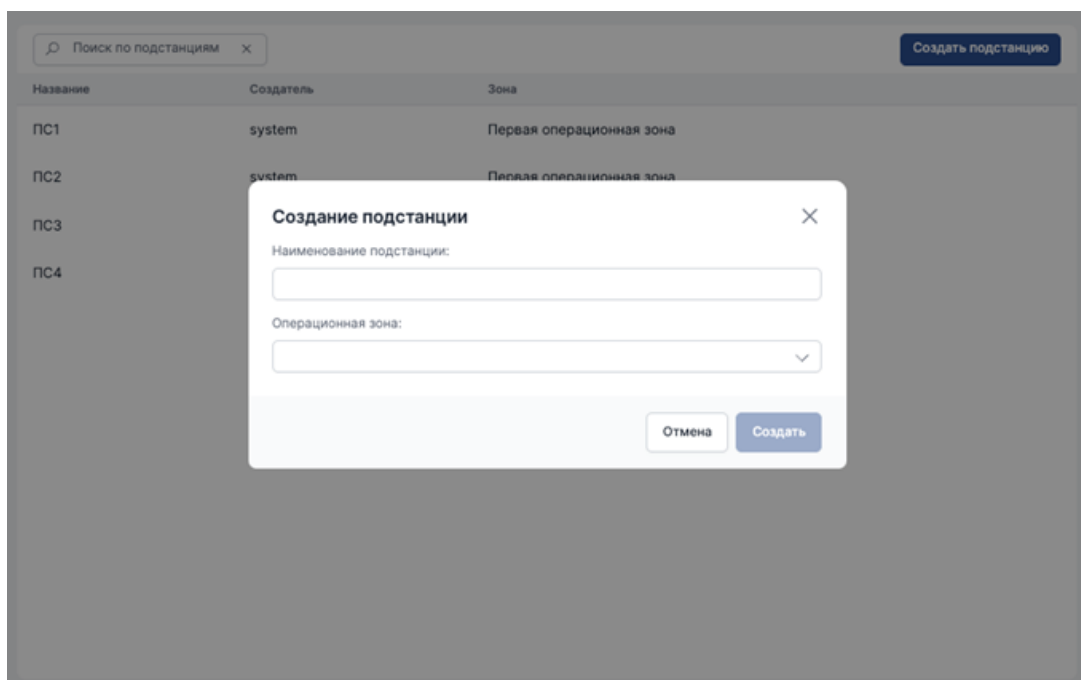 Поиск по подстанциям
Создать подстанцию
Название Создатель Зона
ПС1 system Первая операционная зона
ПС2 system Первая операционная зона
ПС3
ПС4
Создание подстанции
Наименование подстанции:
Операционная зона:
Отмена Создать